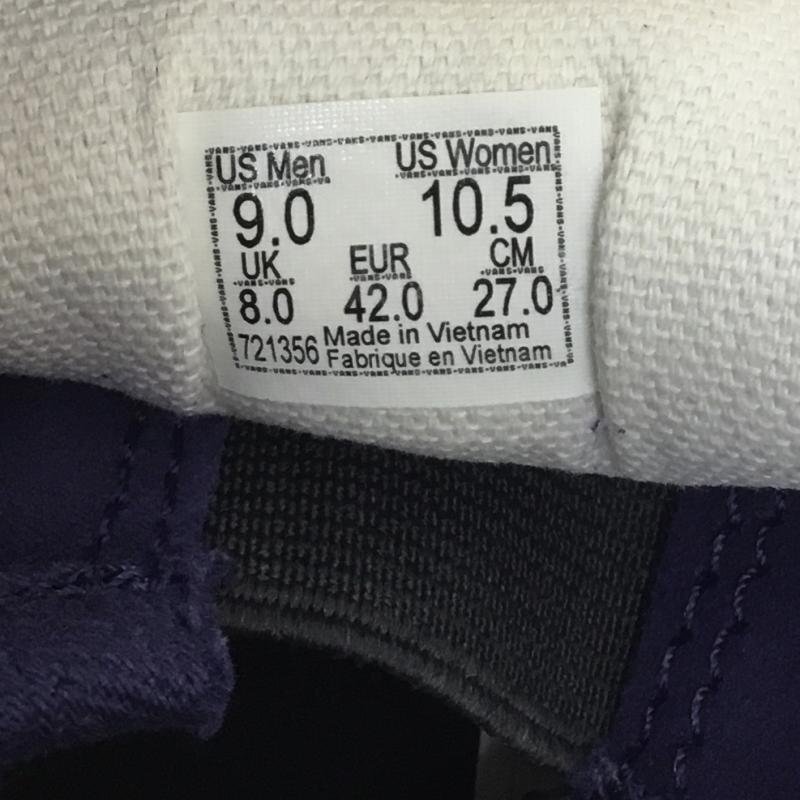 US Men US Women
9.0 10.5
UK EUR CM
8.0 42.0 27.0
721356 Made in Vietnam
Fabrique en Vietnam